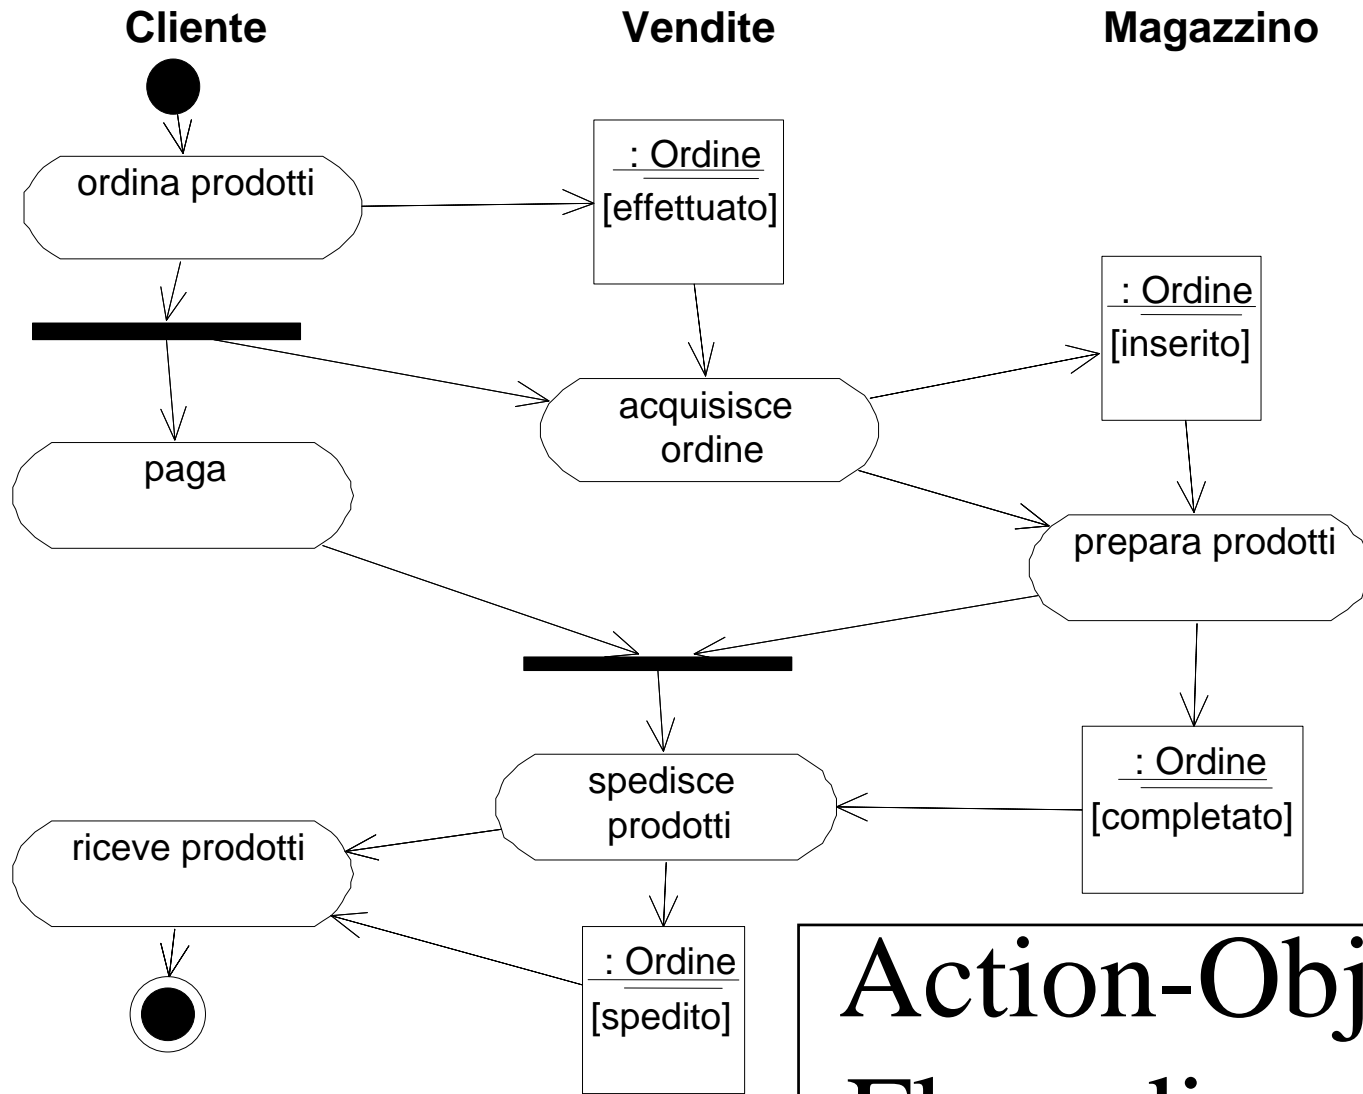 Cliente
Vendite
Magazzino
ordina prodotti
: Ordine
[effettuato]
: Ordine
[inserito]
acquisisce
ordine
paga
prepara prodotti
spedisce
prodotti
: Ordine
[completato]
riceve prodotti
: Ordine
[spedito]
Action-Obj